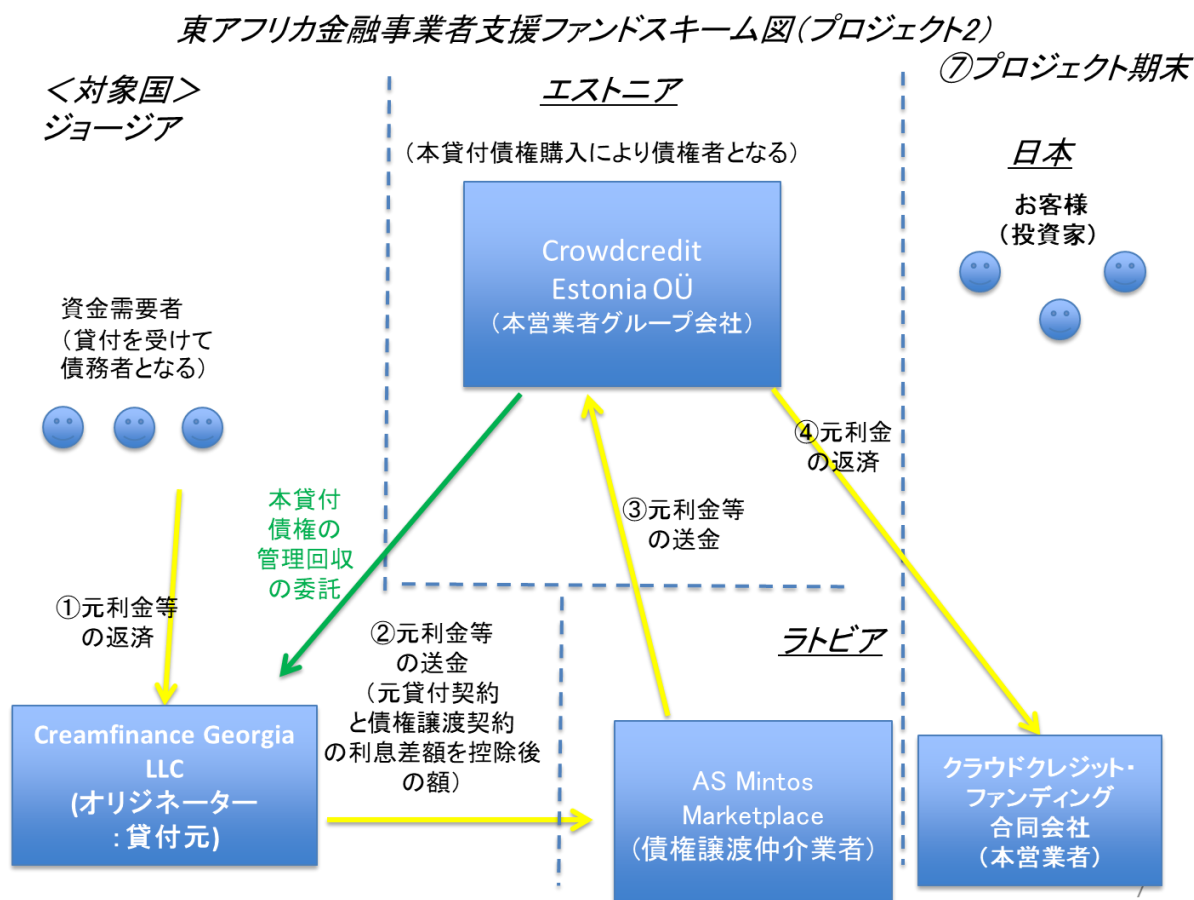 東アフリカ金融事業者支援ファンドスキーム図(プロジェクト2)
＜対象国＞
ジョージア
エストニア
⑦プロジェクト期末
(本貸付債権購入により債権者となる)
Crowdcredit
Estonia OÜ
(本営業者グループ会社)
日本
お客様
(投資家)
資金需要者
(貸付を受けて
債務者となる)
本貸付
債権の
管理回収
の委託
④元利金
の返済
③元利金等
の送金
①元利金等
の返済
②元利金等
の送金
(元貸付契約
と債権譲渡契約
の利息差額を控除後
の額)
ラトビア
Creamfinance Georgia
LLC
(オリジネーター
:貸付元)
AS Mintos
Marketplace
(債権譲渡仲介業者)
クラウドクレジット・
ファンディング
合同会社
(本営業者)